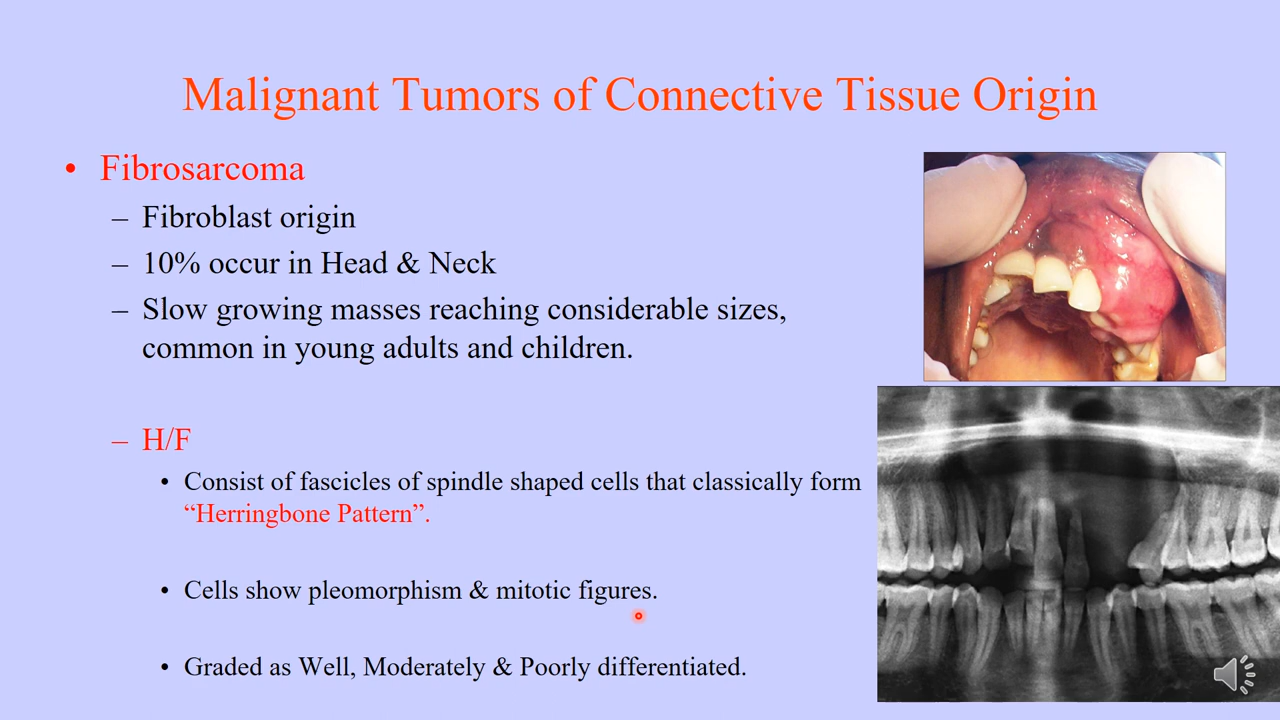 Malignant Tumors of Connective Tissue Origin
• Fibrosarcoma
– Fibroblast origin
– 10% occur in Head & Neck
– Slow growing masses reaching considerable sizes,
common in young adults and children.
– H/F
• Consist of fascicles of spindle shaped cells that classically form
“Herringbone Pattern”.
• Cells show pleomorphism & mitotic figures.
• Graded as Well, Moderately & Poorly differentiated.